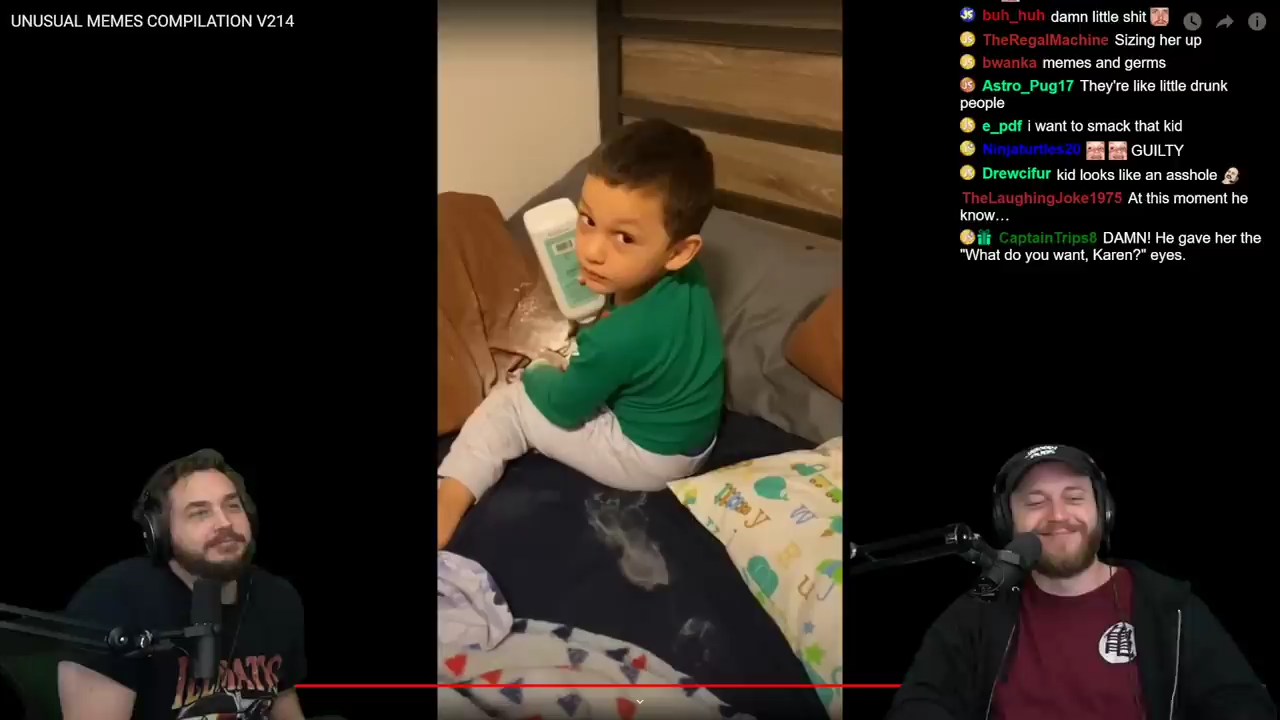 UNUSUAL MEMES COMPILATION V214
buh_huh damn little shit
TheRegalMachine Sizing her up
bwanka memes and germs
Astro_Pug17 They're like little drunk
people
e_pdf i want to smack that kid
Ninjaturtles20 GUILTY
Drewcifur kid looks like an asshole
TheLaughingJoke1975 At this moment he
know…
CaptainTrips8 DAMN! He gave her the
"What do you want, Karen?" eyes.
ILLMATIC